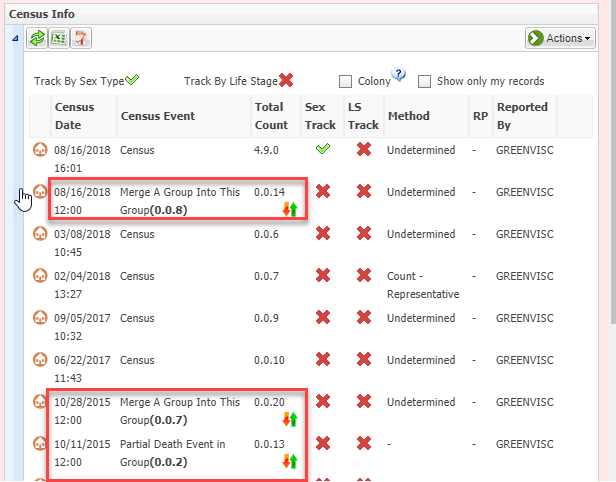 Census Info
Actions
Track By Sex Type Track By Life Stage Colony Show only my records
Census Date Census Event Total Count Sex Track LS Track Method RP Reported By
08/16/2018 16:01 Census 4.9.0 Undetermined - GREENVISC
08/16/2018 12:00 Merge A Group Into This Group(0.0.8) 0.0.14 Undetermined - GREENVISC
03/08/2018 10:45 Census 0.0.6 Undetermined - GREENVISC
02/04/2018 13:27 Census 0.0.7 Count - Representative - GREENVISC
09/05/2017 10:32 Census 0.0.9 Undetermined - GREENVISC
06/22/2017 11:43 Census 0.0.10 Undetermined - GREENVISC
10/28/2015 12:00 Merge A Group Into This Group(0.0.7) 0.0.20 Undetermined - GREENVISC
10/11/2015 12:00 Partial Death Event in Group(0.0.2) 0.0.13 - - GREENVISC